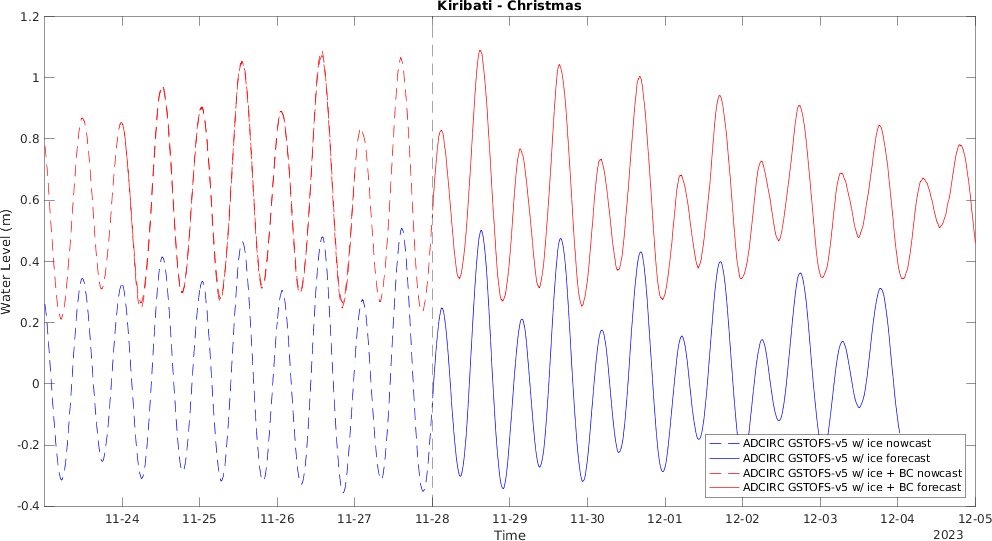 Kiribati - Christmas
1.2
1
0.8
0.6
0.4
0.2
0
-0.2
-0.4
Water Level (m)
ADCIRC GSTOFS-v5 w/ ice nowcast
ADCIRC GSTOFS-v5 w/ ice forecast
ADCIRC GSTOFS-v5 w/ ice + BC nowcast
ADCIRC GSTOFS-v5 w/ ice + BC forecast
11-24 11-25 11-26 11-27 11-28 11-29 11-30 12-01 12-02 12-03 12-04 12-05
Time
2023